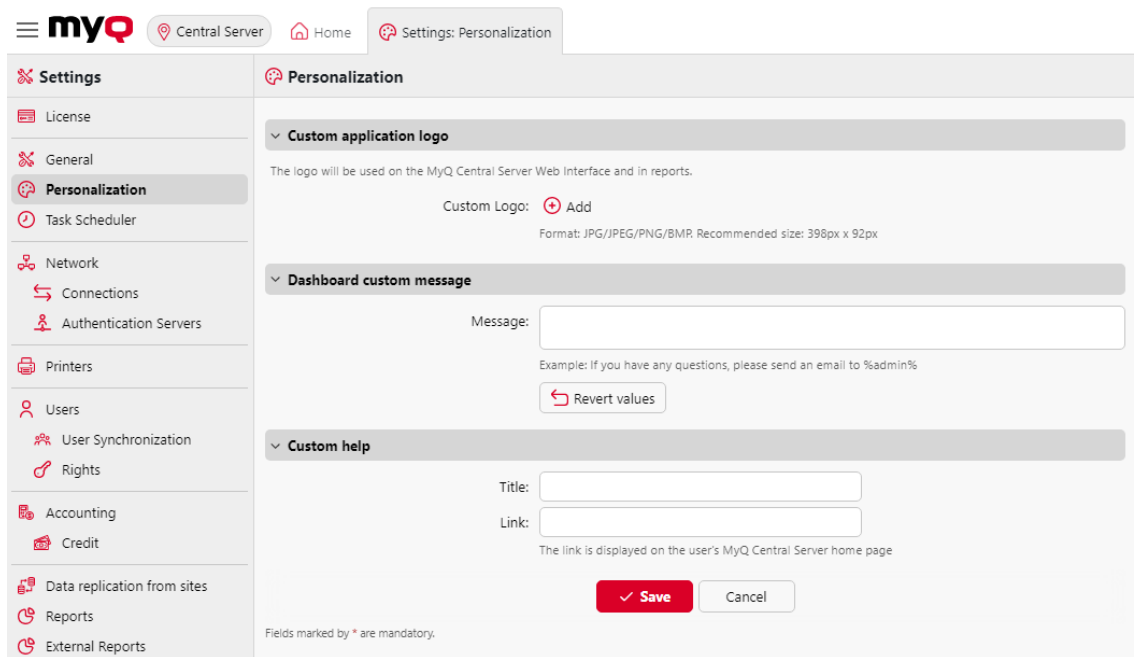 myQ Central Server Home Settings: Personalization
Settings
License
General
Personalization
Task Scheduler
Network
Connections
Authentication Servers
Printers
Users
User Synchronization
Rights
Accounting
Credit
Data replication from sites
Reports
External Reports
Personalization
Custom application logo
The logo will be used on the MyQ Central Server Web Interface and in reports.
Custom Logo: Add
Format: JPG/JPEG/PNG/BMP. Recommended size: 398px x 92px
Dashboard custom message
Message:
Example: If you have any questions, please send an email to %admin%
Revert values
Custom help
Title:
Link:
The link is displayed on the user's MyQ Central Server home page
Save Cancel
Fields marked by * are mandatory.